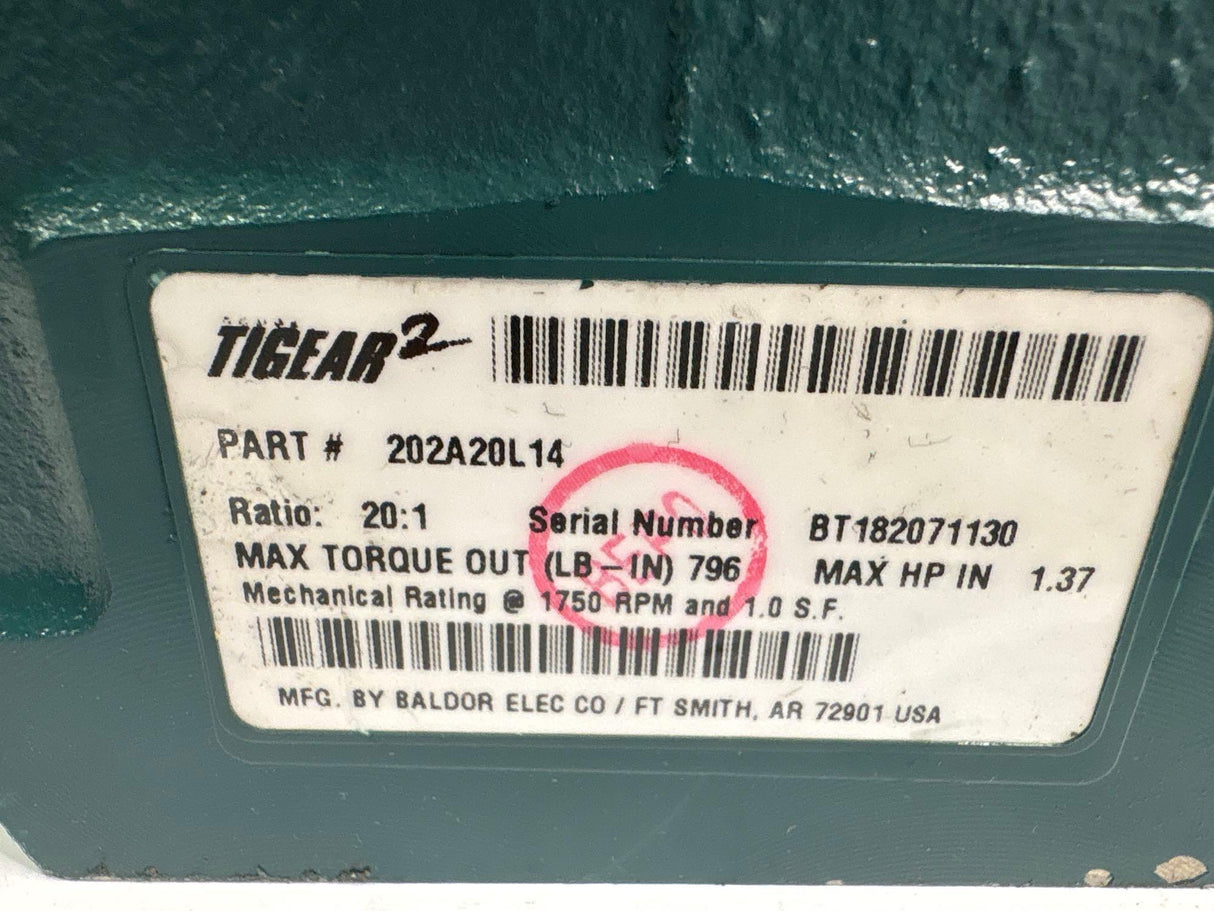 TIGEAR2
PART # 202A20L14
Ratio: 20:1 Serial Number BT182071130
MAX TORQUE OUT (LB-IN) 796 MAX HP IN 1.37
Mechanical Rating @ 1750 RPM and 1.0 S.F.
MFG. BY BALDOR ELEC CO / FT SMITH, AR 72901 USA